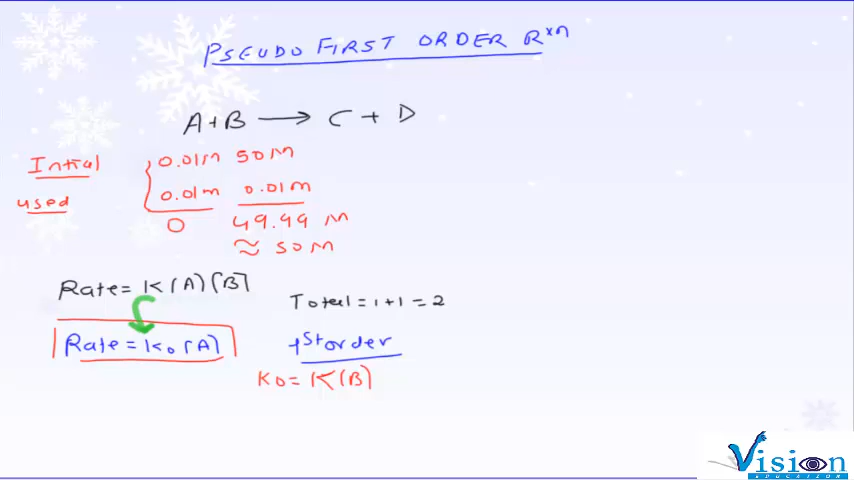 PSEUDO FIRST ORDER Rxn
A+B → C + D
Intial 0.01M 50M
used 0.01m 0.01m
0 49.99 M
≈ 50M
Rate = K(A)(B)
Total = 1+1 = 2
Rate = K0(A)
1st order
K0 = K(B)
Vision
EDUCATION